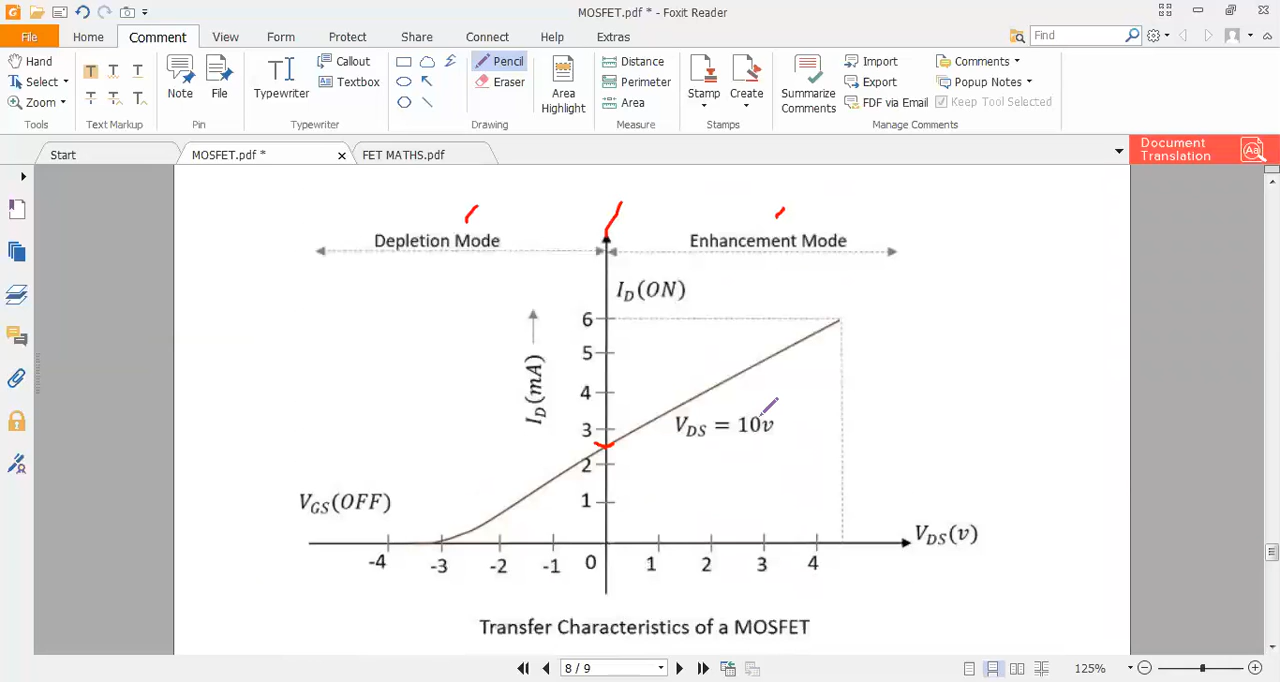 MOSFET.pdf * - Foxit Reader
File Home Comment View Form Protect Share Connect Help Extras Find
Hand
Select
Zoom
Tools
Text Markup
Note
File
Pin
Typewriter
Callout
Textbox
Typewriter
Pencil
Eraser
Area
Highlight
Drawing
Distance
Perimeter
Area
Measure
Stamp
Create
Stamps
Summarize
Comments
Import
Export
FDF via Email
Comments
Popup Notes
Keep Tool Selected
Manage Comments
Start
MOSFET.pdf *
FET MATHS.pdf
Document
Translation
Depletion Mode
Enhancement Mode
I_D(ON)
6
5
4
3
2
1
I_D(mA)
V_DS = 10v
V_GS(OFF)
V_DS(v)
-4 -3 -2 -1 0 1 2 3 4
Transfer Characteristics of a MOSFET
8 / 9
125%